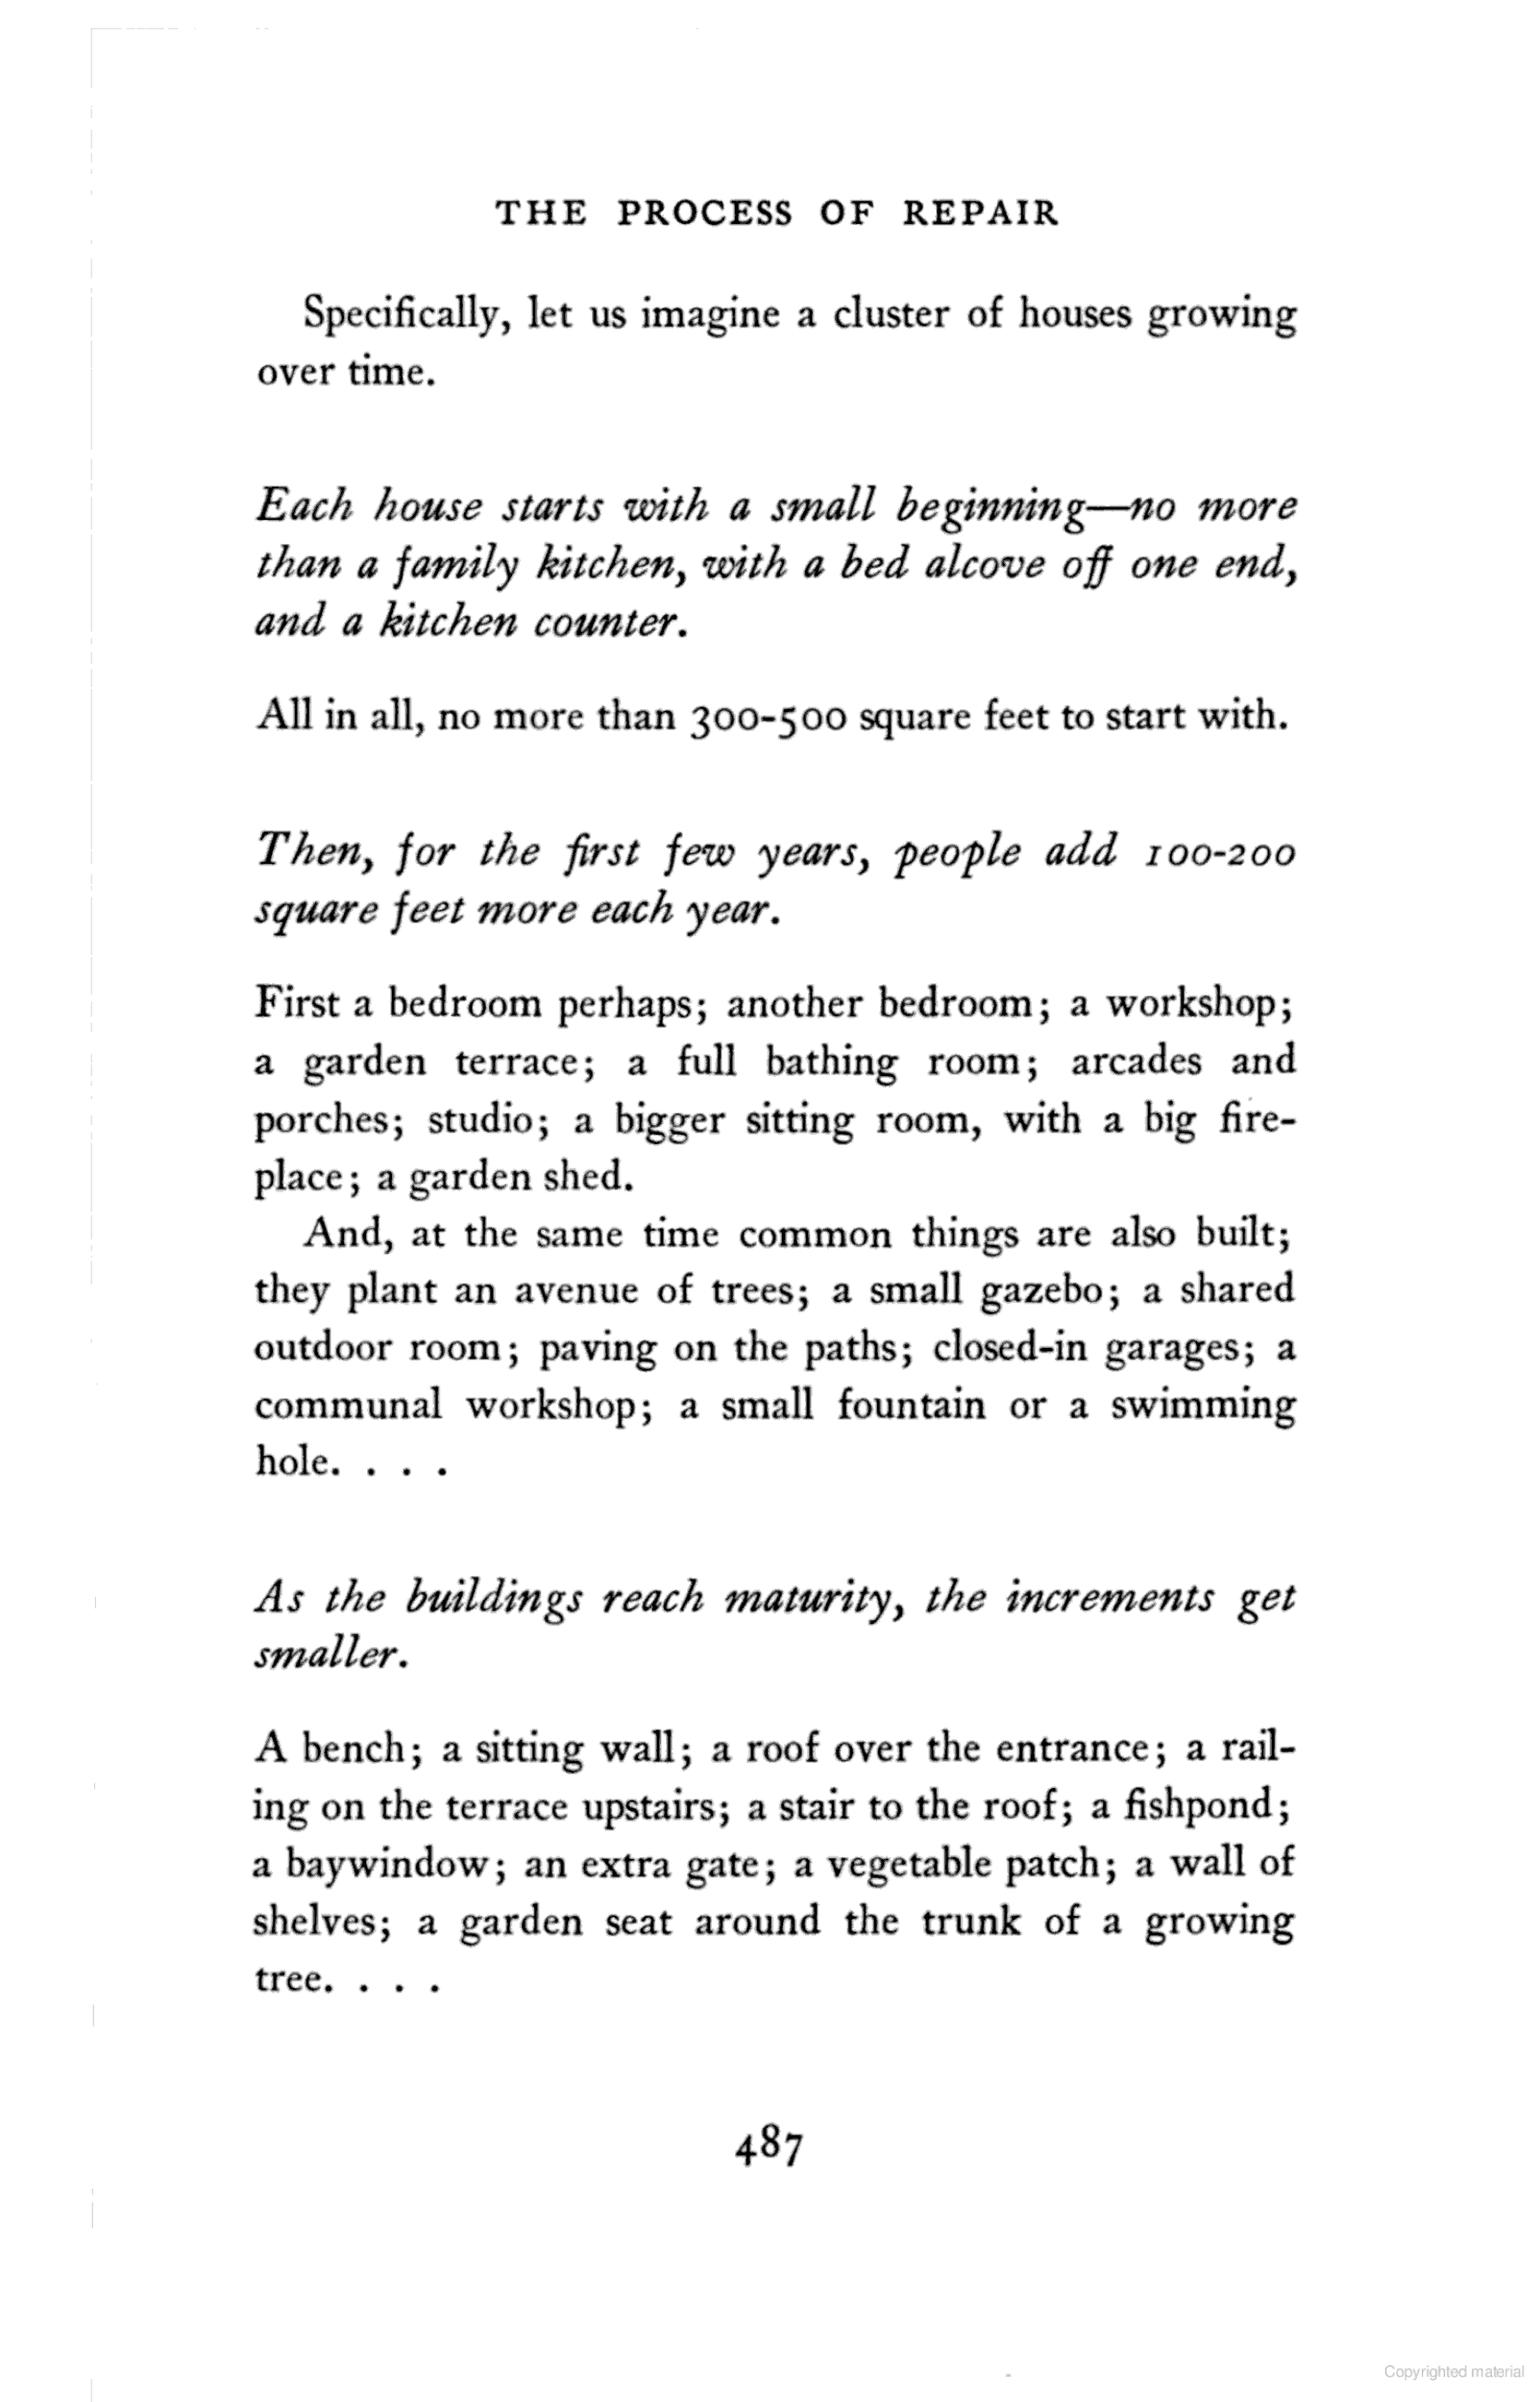 THE PROCESS OF REPAIR
Specifically, let us imagine a cluster of houses growing
over time.
Each house starts with a small beginning—no more
than a family kitchen, with a bed alcove off one end,
and a kitchen counter.
All in all, no more than 300-500 square feet to start with.
Then, for the first few years, people add 100-200
square feet more each year.
First a bedroom perhaps; another bedroom; a workshop;
a garden terrace; a full bathing room; arcades and
porches; studio; a bigger sitting room, with a big fire-
place; a garden shed.
And, at the same time common things are also built;
they plant an avenue of trees; a small gazebo; a shared
outdoor room; paving on the paths; closed-in garages; a
communal workshop; a small fountain or a swimming
hole. . . .
As the buildings reach maturity, the increments get
smaller.
A bench; a sitting wall; a roof over the entrance; a rail-
ing on the terrace upstairs; a stair to the roof; a fishpond;
a baywindow; an extra gate; a vegetable patch; a wall of
shelves; a garden seat around the trunk of a growing
tree. . . .
487
Copyrighted material